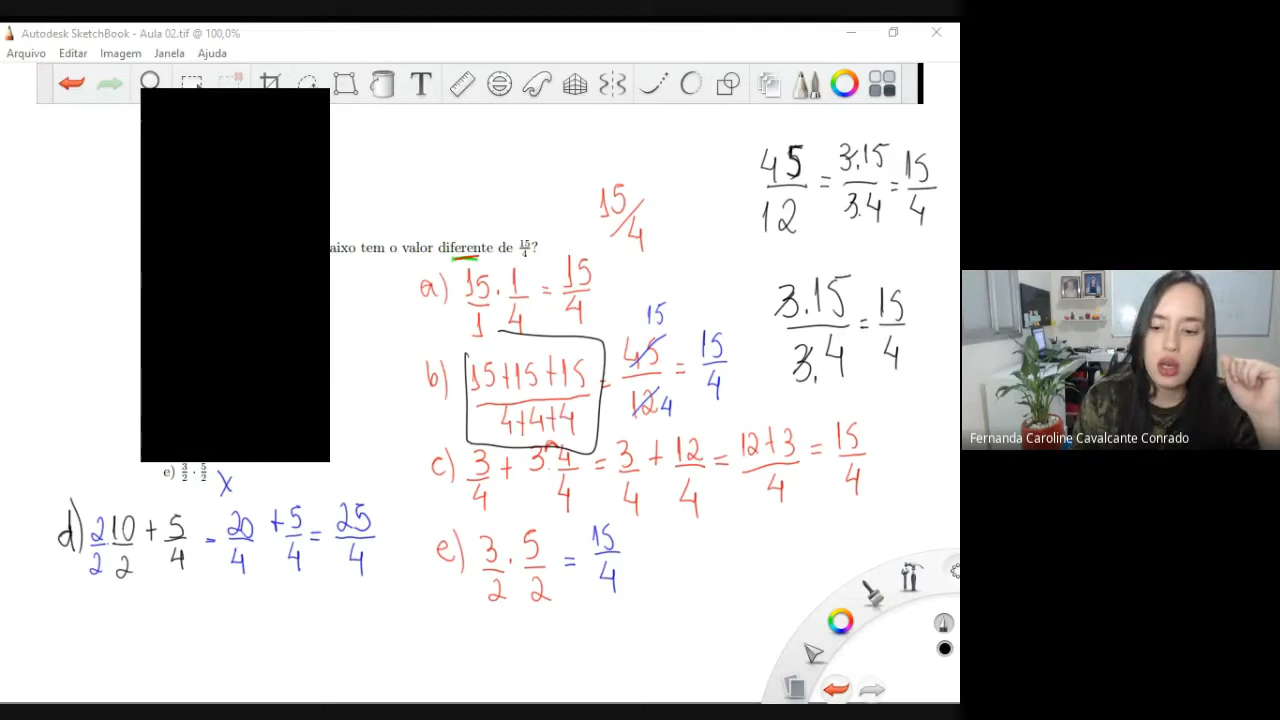 Autodesk SketchBook - Aula 02.tif @ 100,0%
Arquivo Editar Imagem Janela Ajuda
45/12 = 3.15/3.4 = 15/4
15/4
aixo tem o valor diferente de 15/4?
a) 15/1 . 1/4 = 15/4
3.15/3.4 = 15/4
b) 15+15+15/4+4+4 = 45/12 = 15/4
15
4
c) 3/4 + 3.4/4 = 3/4 + 12/4 = 12+3/4 = 15/4
Fernanda Caroline Cavalcante Conrado
e) 3/2 . 5/2 X
d) 2/2 . 10/2 + 5/4 = 20/4 + 5/4 = 25/4
e) 3/2 . 5/2 = 15/4